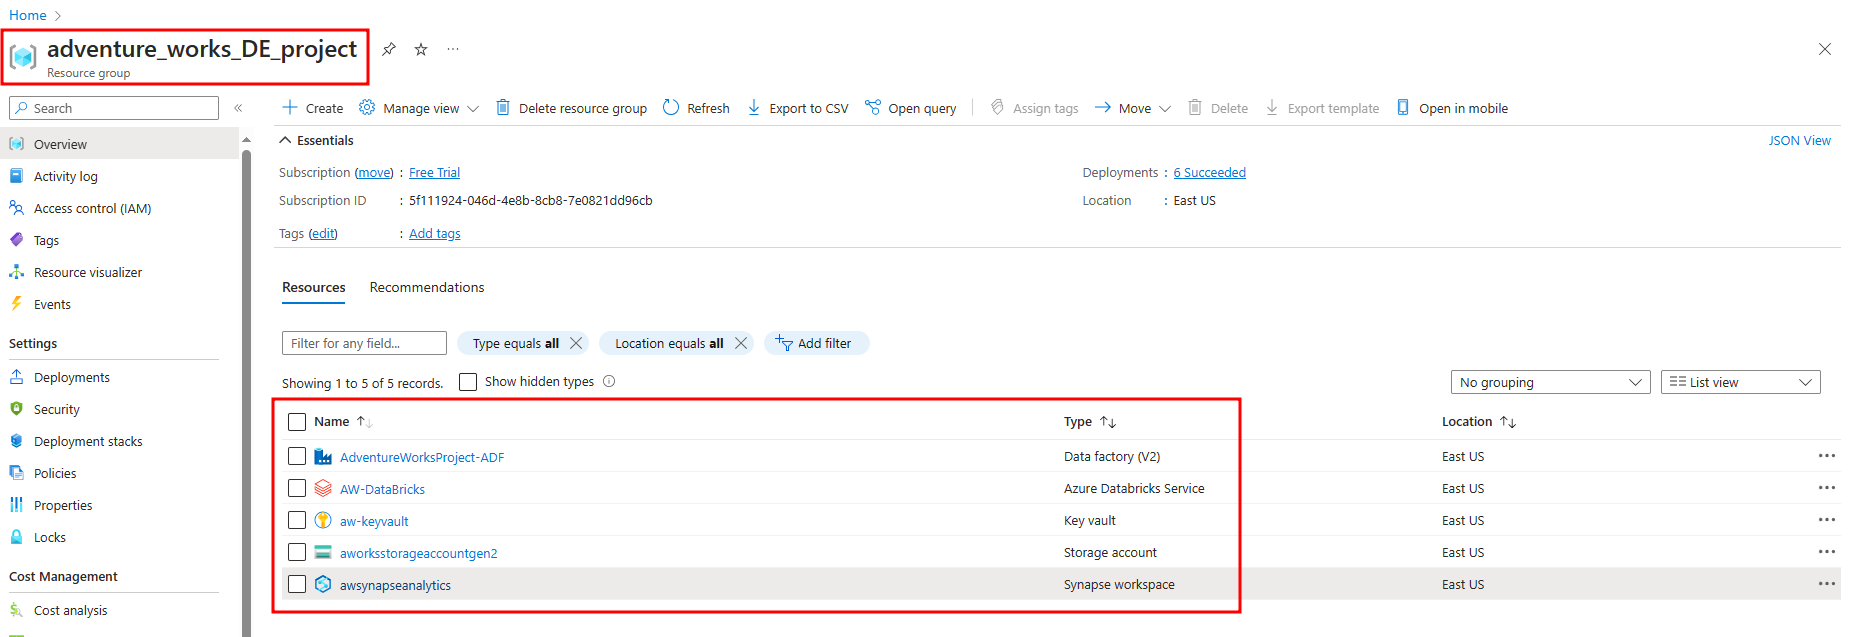 Home
adventure_works_DE_project
Resource group
Search
Create Manage view Delete resource group Refresh Export to CSV Open query Assign tags Move Delete Export template Open in mobile
Overview
Activity log
Access control (IAM)
Tags
Resource visualizer
Events
Settings
Deployments
Security
Deployment stacks
Policies
Properties
Locks
Cost Management
Cost analysis
Essentials
JSON View
Subscription (move) : Free Trial
Deployments : 6 Succeeded
Subscription ID : 5f111924-046d-4e8b-8cb8-7e0821dd96cb
Location : East US
Tags (edit) : Add tags
Resources Recommendations
Filter for any field... Type equals all Location equals all Add filter
Showing 1 to 5 of 5 records. Show hidden types No grouping List view
Name Type Location
AdventureWorksProject-ADF Data factory (V2) East US
AW-DataBricks Azure Databricks Service East US
aw-keyvault Key vault East US
aworksstorageaccountgen2 Storage account East US
awsynapseanalytics Synapse workspace East US